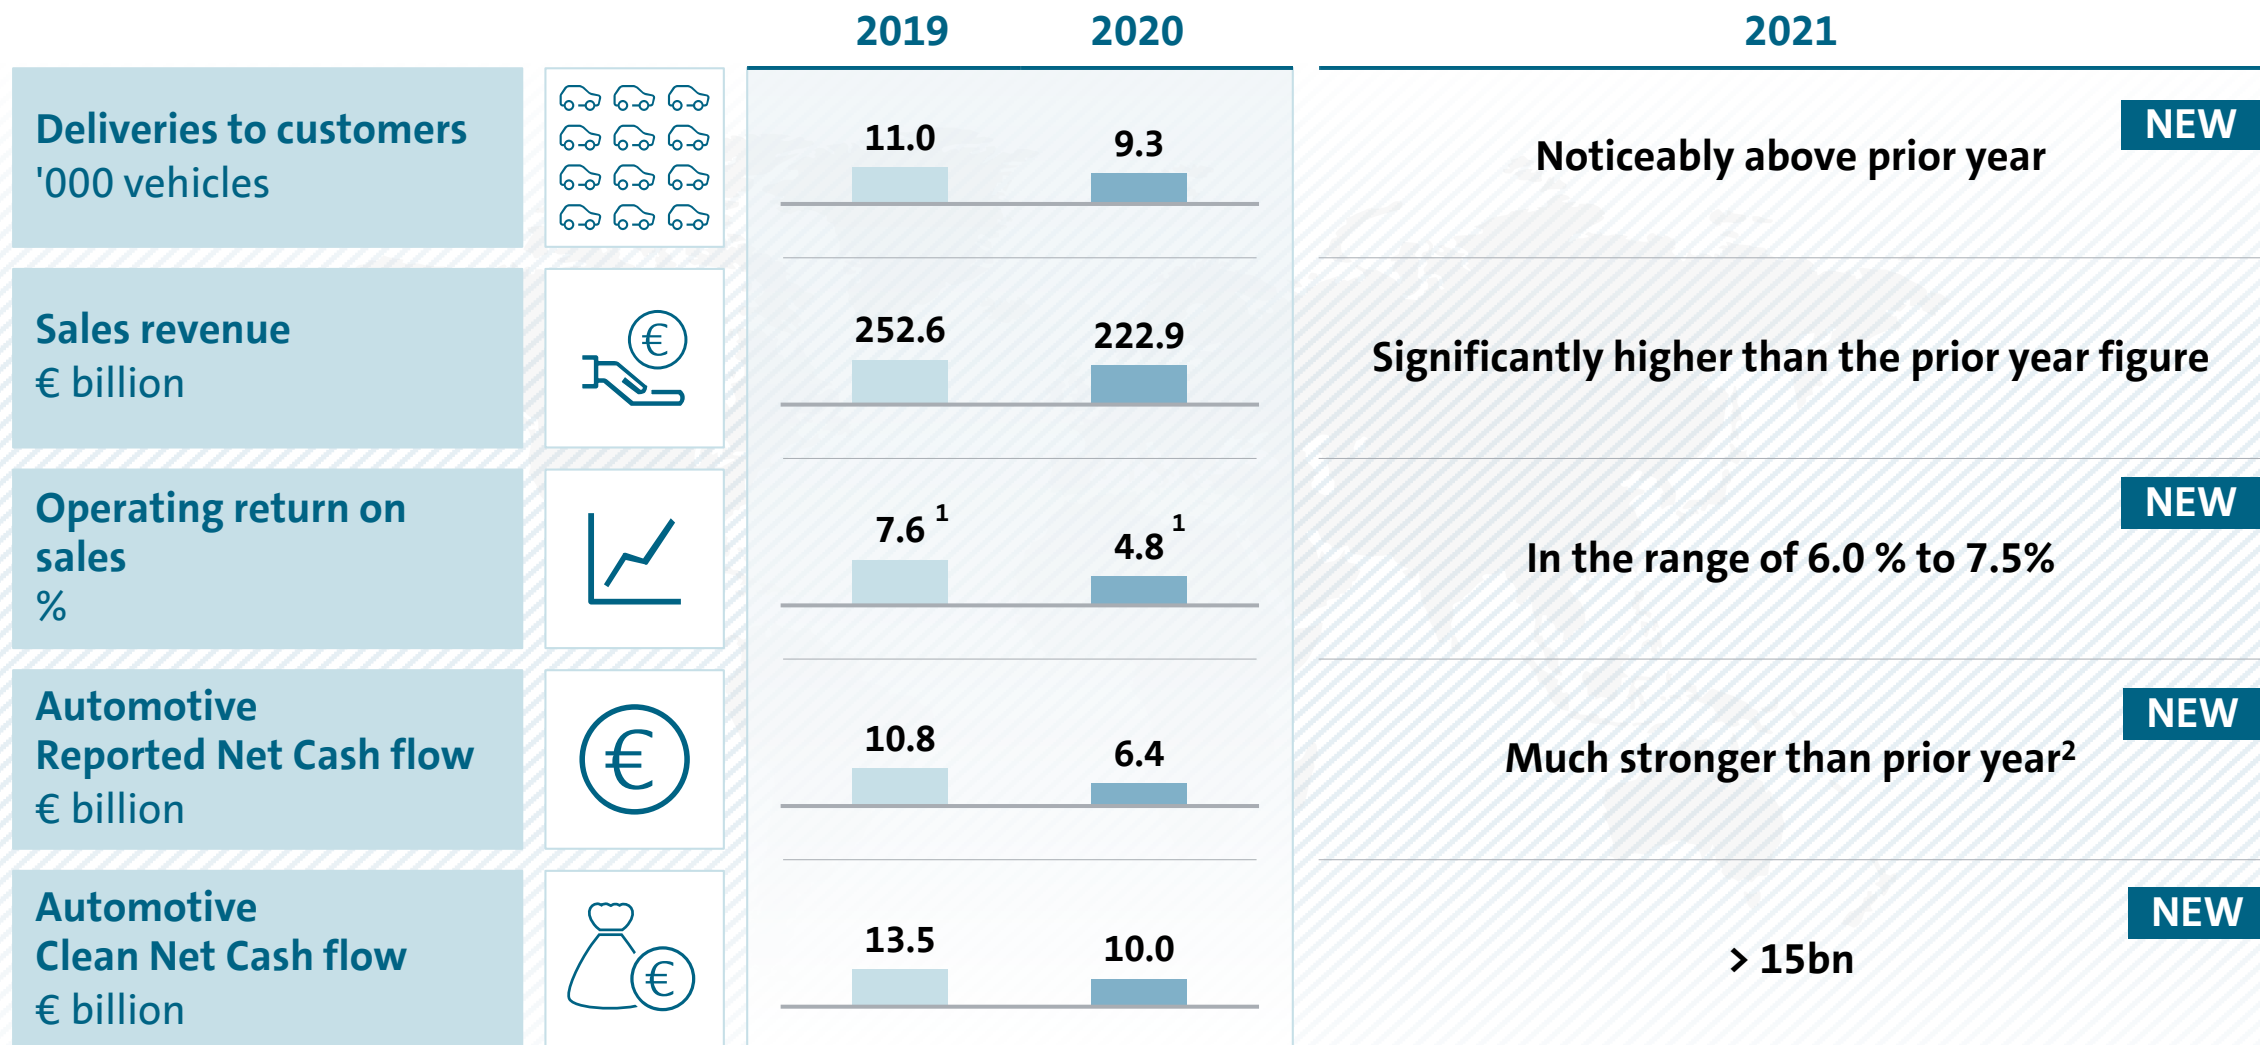 2019 2020 2021
Deliveries to customers
'000 vehicles
11.0 9.3
Noticeably above prior year
NEW
Sales revenue
€ billion
€
252.6 222.9
Significantly higher than the prior year figure
Operating return on
sales
%
7.6 1 4.8 1
In the range of 6.0 % to 7.5%
NEW
Automotive
Reported Net Cash flow
€ billion
€
10.8 6.4
Much stronger than prior year²
NEW
Automotive
Clean Net Cash flow
€ billion
€
13.5 10.0
> 15bn
NEW